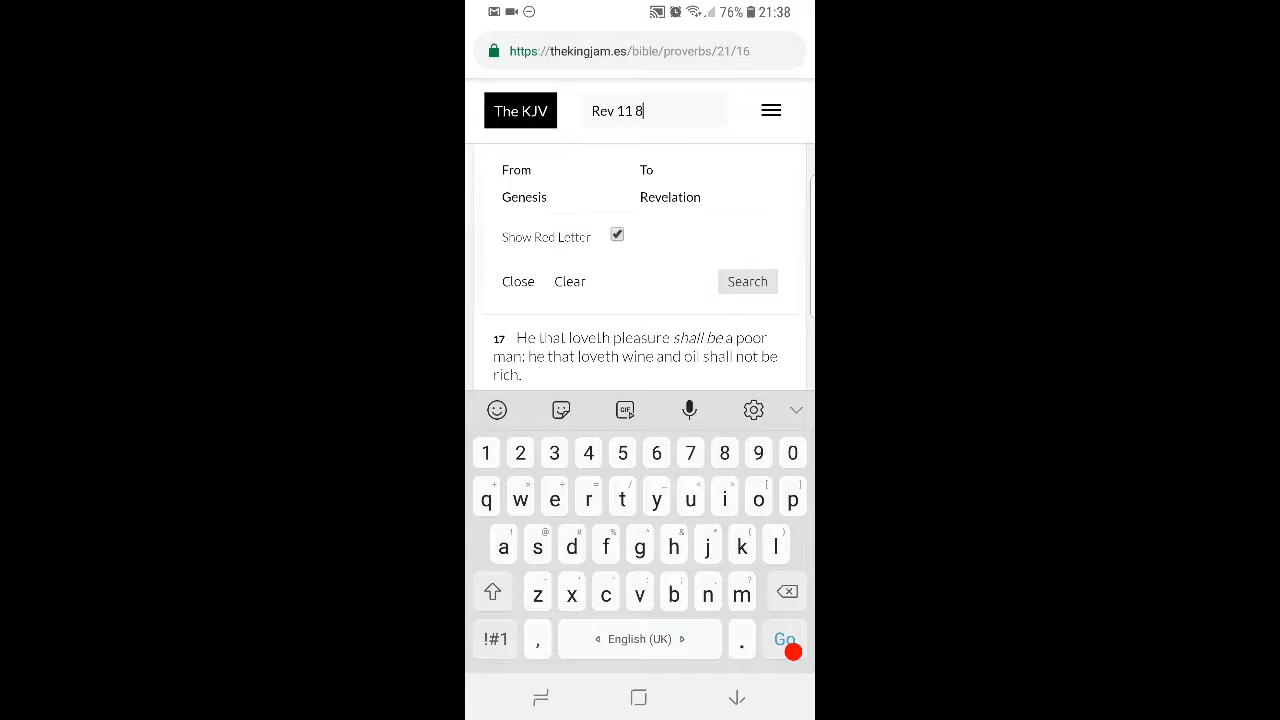 76% 21:38
https://thekingjam.es/bible/proverbs/21/16
The KJV
Rev 11 8
From To
Genesis Revelation
Show Red Letter
Close Clear Search
17 He that loveth pleasure shall be a poor
man: he that loveth wine and oil shall not be
rich.
GIF
1 2 3 4 5 6 7 8 9 0
+ × ÷ = / _ < > [ ]
q w e r t y u i o p
! @ # % ^ & * ( )
a s d f g h j k l
- ' " : ; , ?
z x c v b n m
!#1 , English (UK) . Go